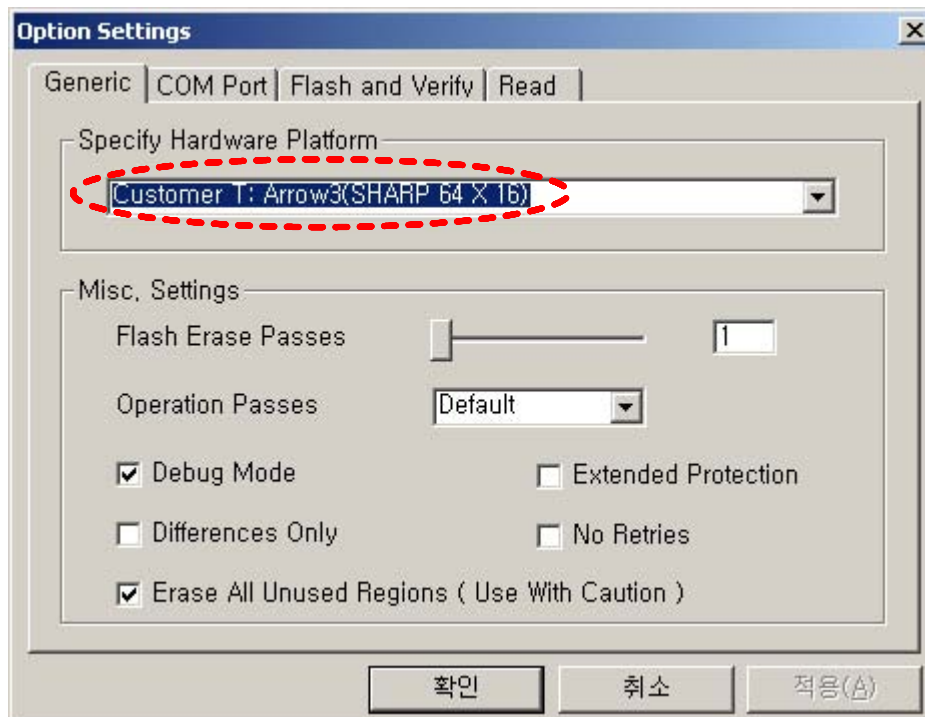 Option Settings
Generic COM Port Flash and Verify Read
Specify Hardware Platform
Customer T: Arrow3(SHARP 64 X 16)
Misc. Settings
Flash Erase Passes 1
Operation Passes Default
Debug Mode Extended Protection
Differences Only No Retries
Erase All Unused Regions ( Use With Caution )
확인 취소 적용(A)